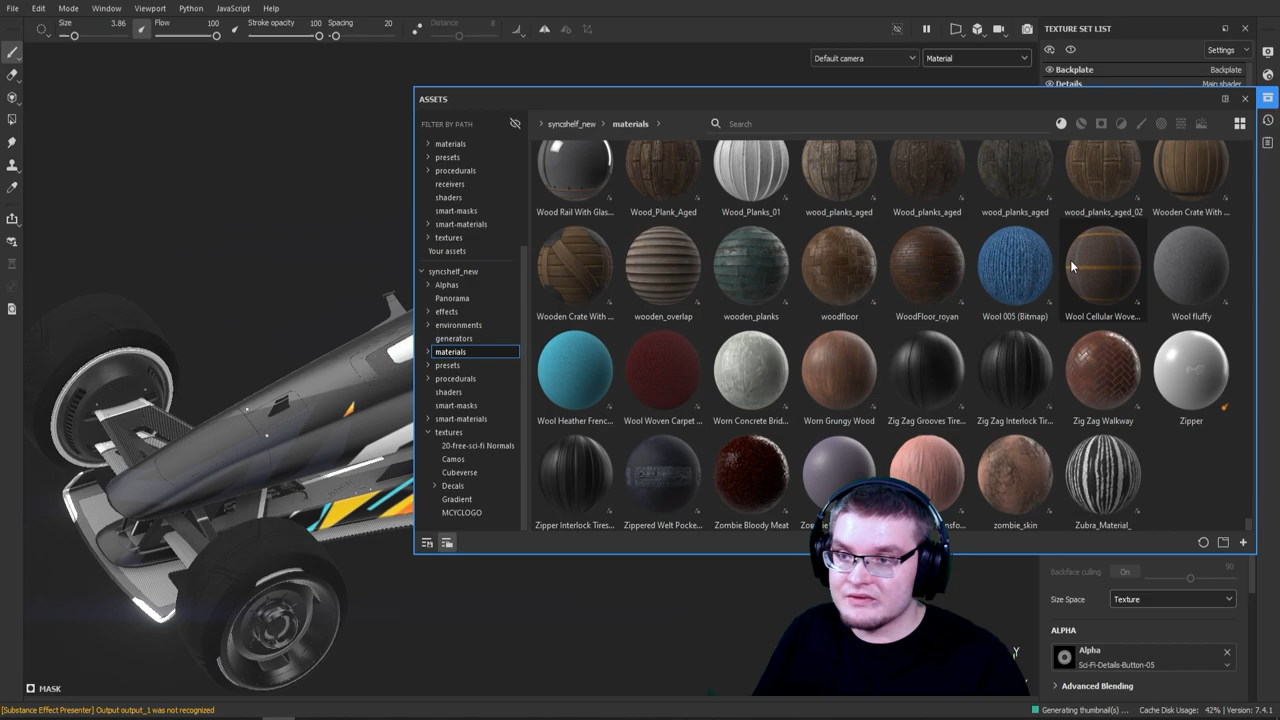 File Edit Mode Window Viewport Python JavaScript Help
Size 3.86 Flow 100 Stroke opacity 100 Spacing 20 Distance 8
TEXTURE SET LIST
Settings
Default camera Material
Backplate Backplate
Details Main shader
ASSETS
FILTER BY PATH
syncshelf_new materials Search
materials
presets
procedurals
receivers
shaders
smart-masks
smart-materials
textures
Your assets
syncshelf_new
Alphas
Panorama
effects
environments
generators
materials
presets
procedurals
shaders
smart-masks
smart-materials
textures
20-free-sci-fi Normals
Camos
Cubeverse
Decals
Gradient
MCYCLOGO
Wood Rail With Glas... Wood_Plank_Aged Wood_Planks_01 wood_planks_aged Wood_planks_aged wood_planks_aged wood_planks_aged_02 Wooden Crate With ...
Wooden Crate With ... wooden_overlap wooden_planks woodfloor WoodFloor_royan Wool 005 (Bitmap) Wool Cellular Wove... Wool fluffy
Wool Heather Frenc... Wool Woven Carpet ... Worn Concrete Brid... Worn Grungy Wood Zig Zag Grooves Tire... Zig Zag Interlock Tir... Zig Zag Walkway Zipper
Zipper Interlock Tires... Zippered Welt Pocke... Zombie Bloody Meat zombie_skin Zubra_Material_
Backface culling On 90
Size Space Texture
ALPHA
Alpha
Sci-Fi-Details-Button-05
Advanced Blending
Y
MASK
[Substance Effect Presenter] Output output_1 was not recognized
Generating thumbnail(s) ... Cache Disk Usage: 42% | Version: 7.4.1